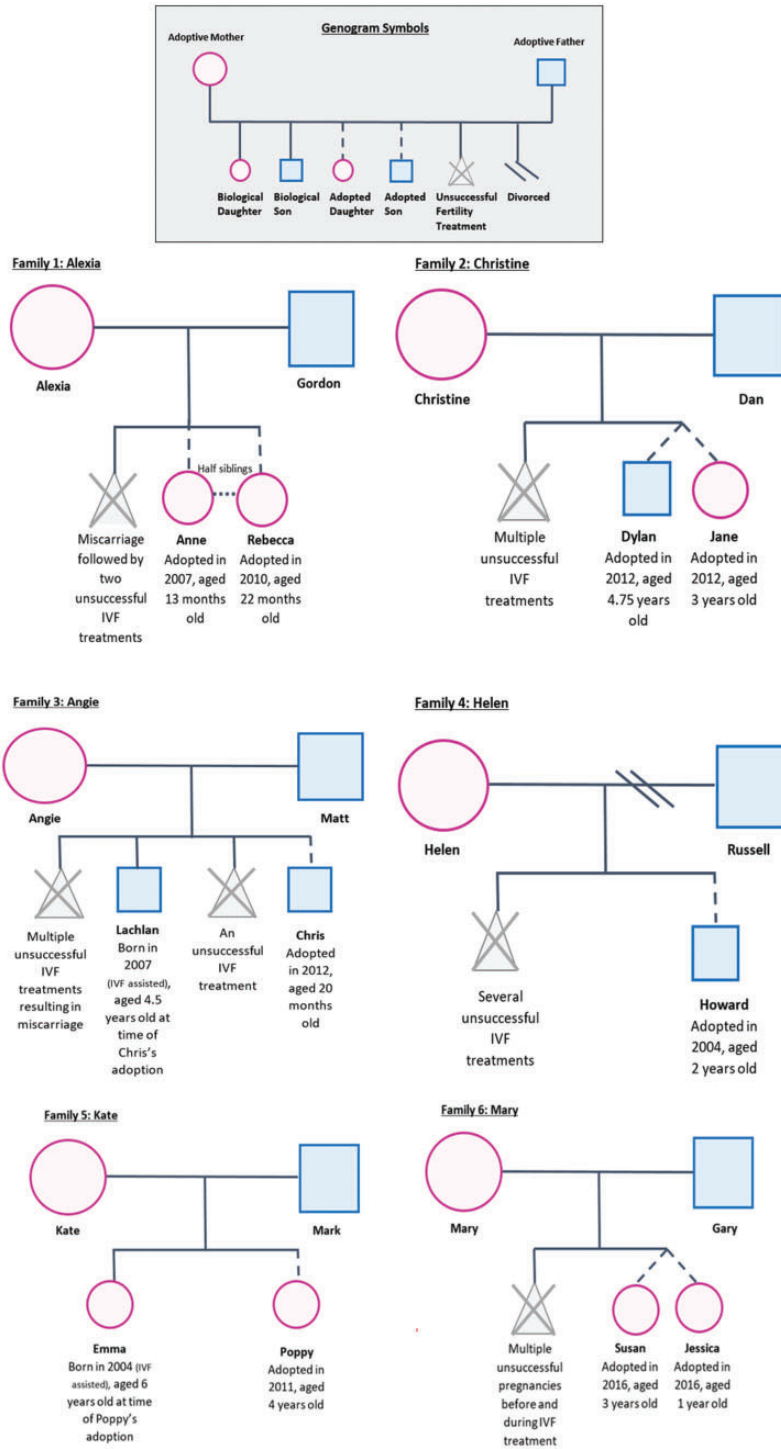 Genogram Symbols
Adoptive Mother
Adoptive Father
Biological
Daughter
Biological
Son
Adopted
Daughter
Adopted
Son
Unsuccessful
Fertility
Treatment
Divorced
Family 1: Alexia
Alexia
Gordon
Half siblings
Miscarriage
followed by
two
unsuccessful
IVF
treatments
Anne
Adopted in
2007, aged
13 months
old
Rebecca
Adopted in
2010, aged
22 months
old
Family 2: Christine
Christine
Dan
Multiple
unsuccessful
IVF
treatments
Dylan
Adopted in
2012, aged
4.75 years
old
Jane
Adopted in
2012, aged
3 years old
Family 3: Angie
Angie
Matt
Multiple
unsuccessful
IVF
treatments
resulting in
miscarriage
Lachlan
Born in
2007
(IVF assisted),
aged 4.5
years old at
time of
Chris's
adoption
An
unsuccessful
IVF
treatment
Chris
Adopted
in 2012,
aged 20
months
old
Family 4: Helen
Helen
Russell
Several
unsuccessful
IVF
treatments
Howard
Adopted
in 2004, aged
2 years old
Family 5: Kate
Kate
Mark
Emma
Born in 2004 (IVF
assisted), aged 6
years old at time
of Poppy's
adoption
Poppy
Adopted in
2011, aged
4 years old
Family 6: Mary
Mary
Gary
Multiple
unsuccessful
pregnancies
before and
during IVF
treatment
Susan
Adopted in
2016, aged
3 years old
Jessica
Adopted in
2016, aged
1 year old